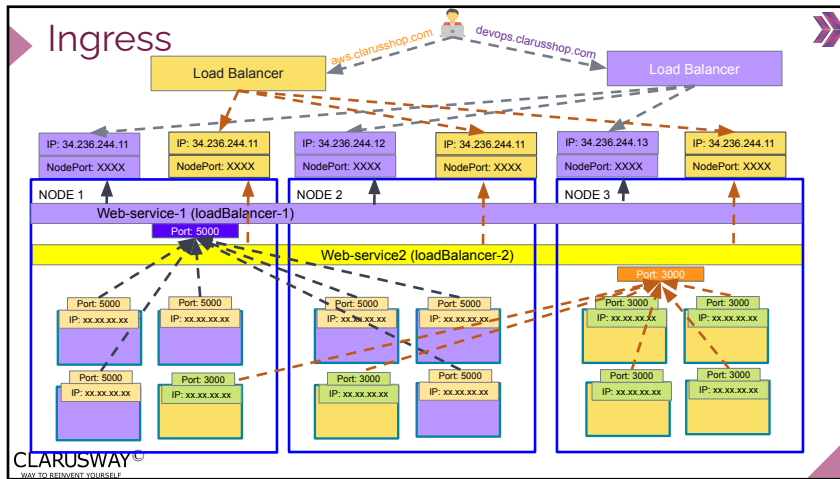 Ingress
aws.clarusshop.com
devops.clarusshop.com
Load Balancer
Load Balancer
IP: 34.236.244.11
NodePort: XXXX
IP: 34.236.244.11
NodePort: XXXX
IP: 34.236.244.12
NodePort: XXXX
IP: 34.236.244.11
NodePort: XXXX
IP: 34.236.244.13
NodePort: XXXX
IP: 34.236.244.11
NodePort: XXXX
NODE 1
NODE 2
NODE 3
Web-service-1 (loadBalancer-1)
Port: 5000
Web-service2 (loadBalancer-2)
Port: 3000
Port: 5000
IP: xx.xx.xx.xx
Port: 5000
IP: xx.xx.xx.xx
Port: 5000
IP: xx.xx.xx.xx
Port: 5000
IP: xx.xx.xx.xx
Port: 3000
IP: xx.xx.xx.xx
Port: 3000
IP: xx.xx.xx.xx
Port: 5000
IP: xx.xx.xx.xx
Port: 3000
IP: xx.xx.xx.xx
Port: 3000
IP: xx.xx.xx.xx
Port: 5000
IP: xx.xx.xx.xx
Port: 3000
IP: xx.xx.xx.xx
Port: 3000
IP: xx.xx.xx.xx
CLARUSWAY©
WAY TO REINVENT YOURSELF